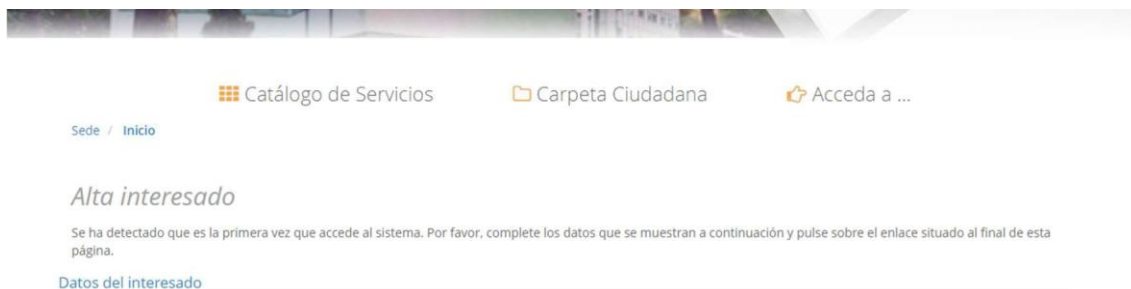 Catálogo de Servicios
Carpeta Ciudadana
Acceda a ...
Sede / Inicio
Alta interesado
Se ha detectado que es la primera vez que accede al sistema. Por favor, complete los datos que se muestran a continuación y pulse sobre el enlace situado al final de esta
página.
Datos del interesado